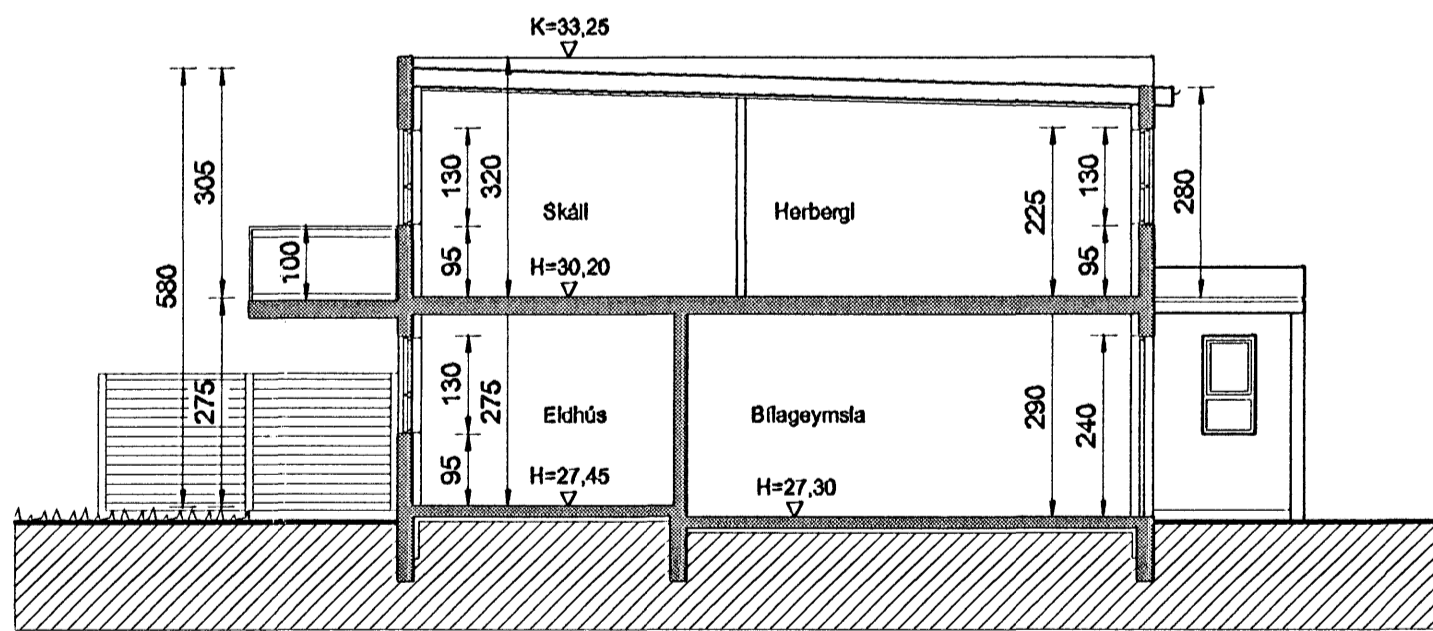 K=33,25
305
580
130
320
225
130
280
Skáli
Herbergi
100
95
95
H=30,20
275
130
275
290
240
Eldhús
Bílageymsla
95
H=27,45
H=27,30